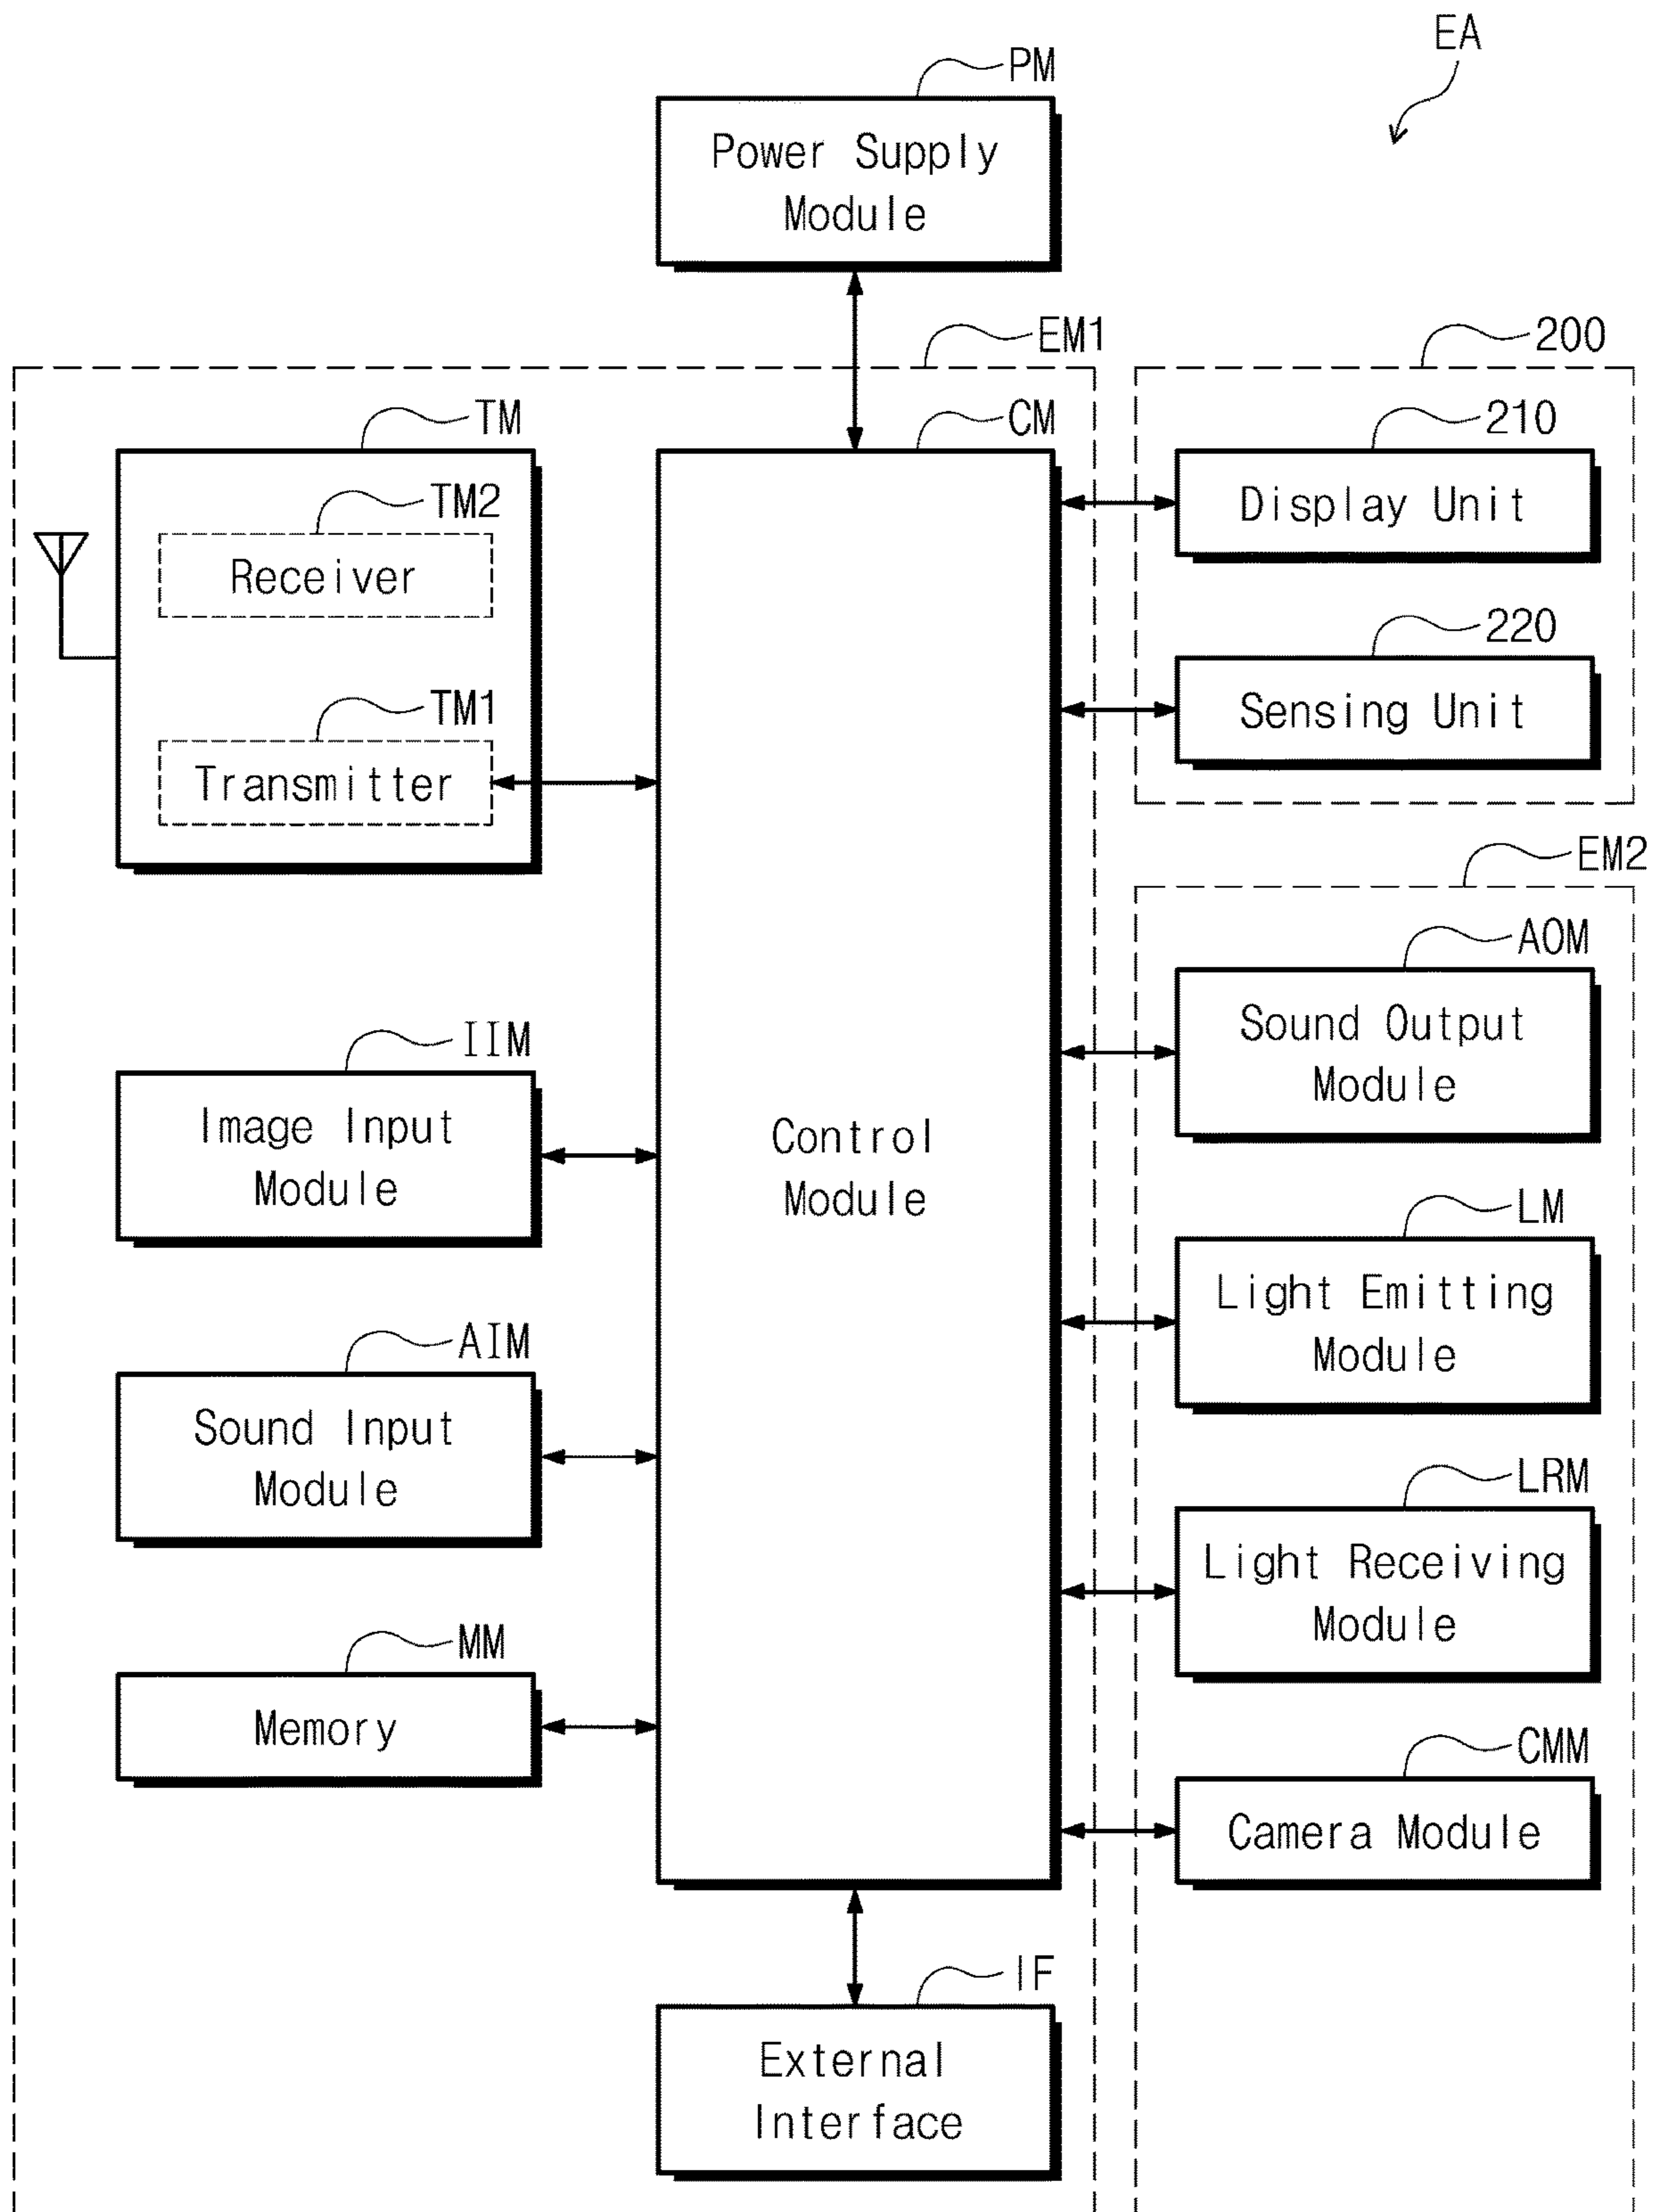 EA
PM
Power Supply
Module
EM1
200
TM
CM
210
Display Unit
TM2
Receiver
220
Sensing Unit
TM1
Transmitter
EM2
AOM
Sound Output
Module
IIM
Image Input
Module
Control
Module
LM
Light Emitting
Module
AIM
Sound Input
Module
LRM
Light Receiving
Module
MM
Memory
CMM
Camera Module
IF
External
Interface